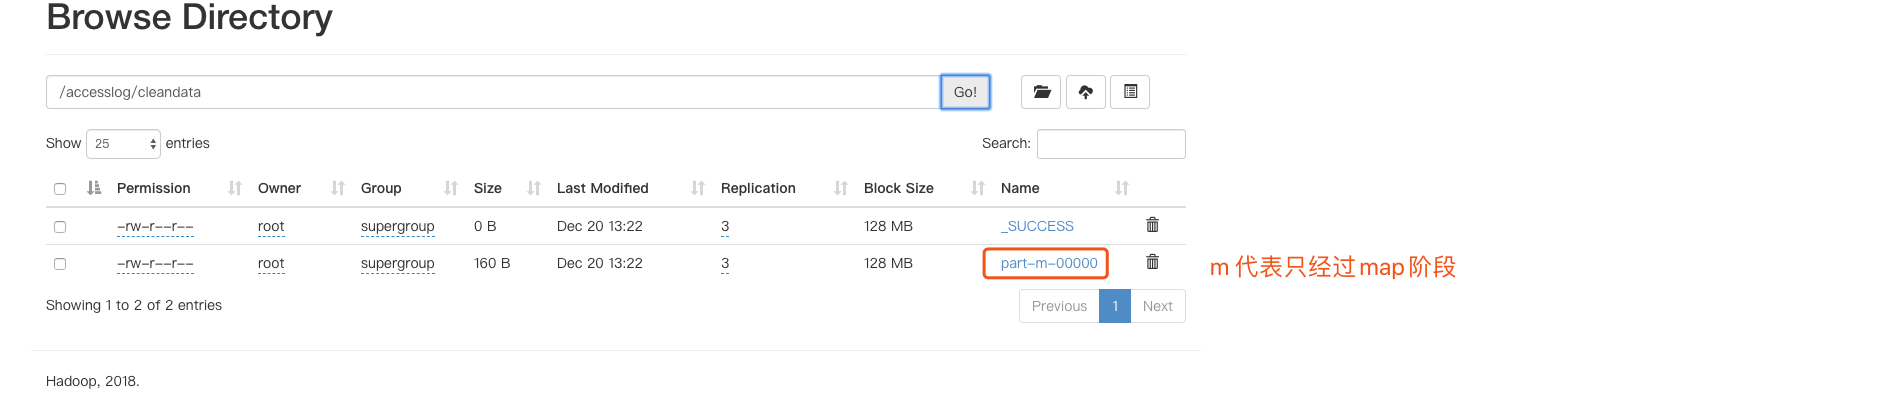 Browse Directory
/accesslog/cleandata Go!
Show 25 entries Search:
Permission Owner Group Size Last Modified Replication Block Size Name
-rw-r--r-- root supergroup 0 B Dec 20 13:22 3 128 MB _SUCCESS
-rw-r--r-- root supergroup 160 B Dec 20 13:22 3 128 MB part-m-00000
m 代表只经过map阶段
Showing 1 to 2 of 2 entries Previous 1 Next
Hadoop, 2018.